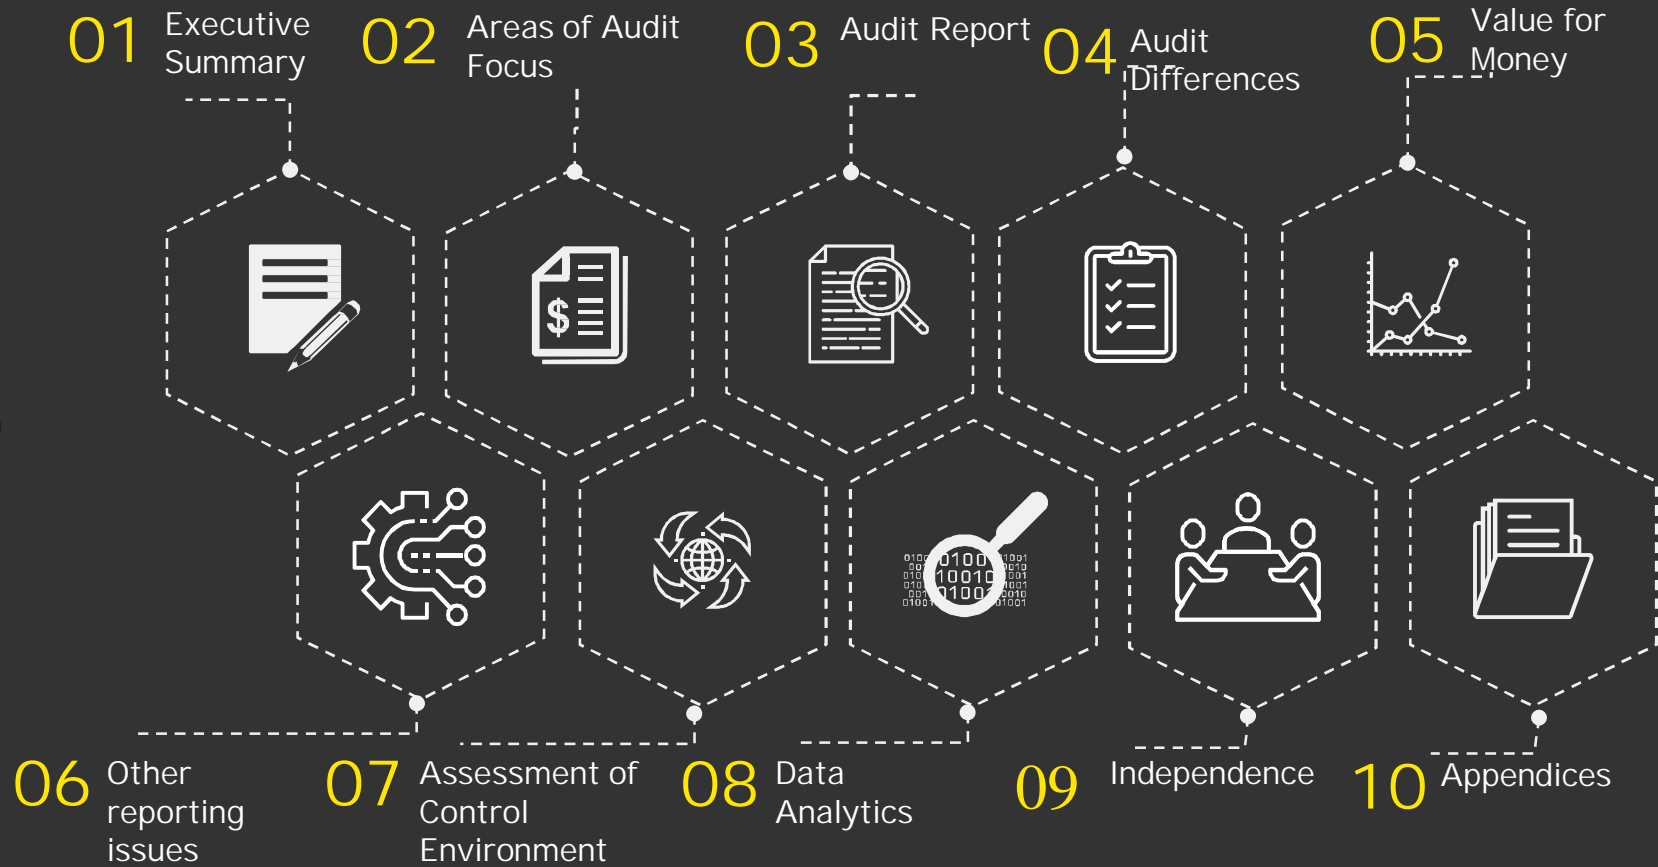 01 Executive
Summary
02 Areas of Audit
Focus
03 Audit Report
04 Audit
Differences
05 Value for
Money
$
06 Other
reporting
issues
07 Assessment of
Control
Environment
08 Data
Analytics
09 Independence
10 Appendices